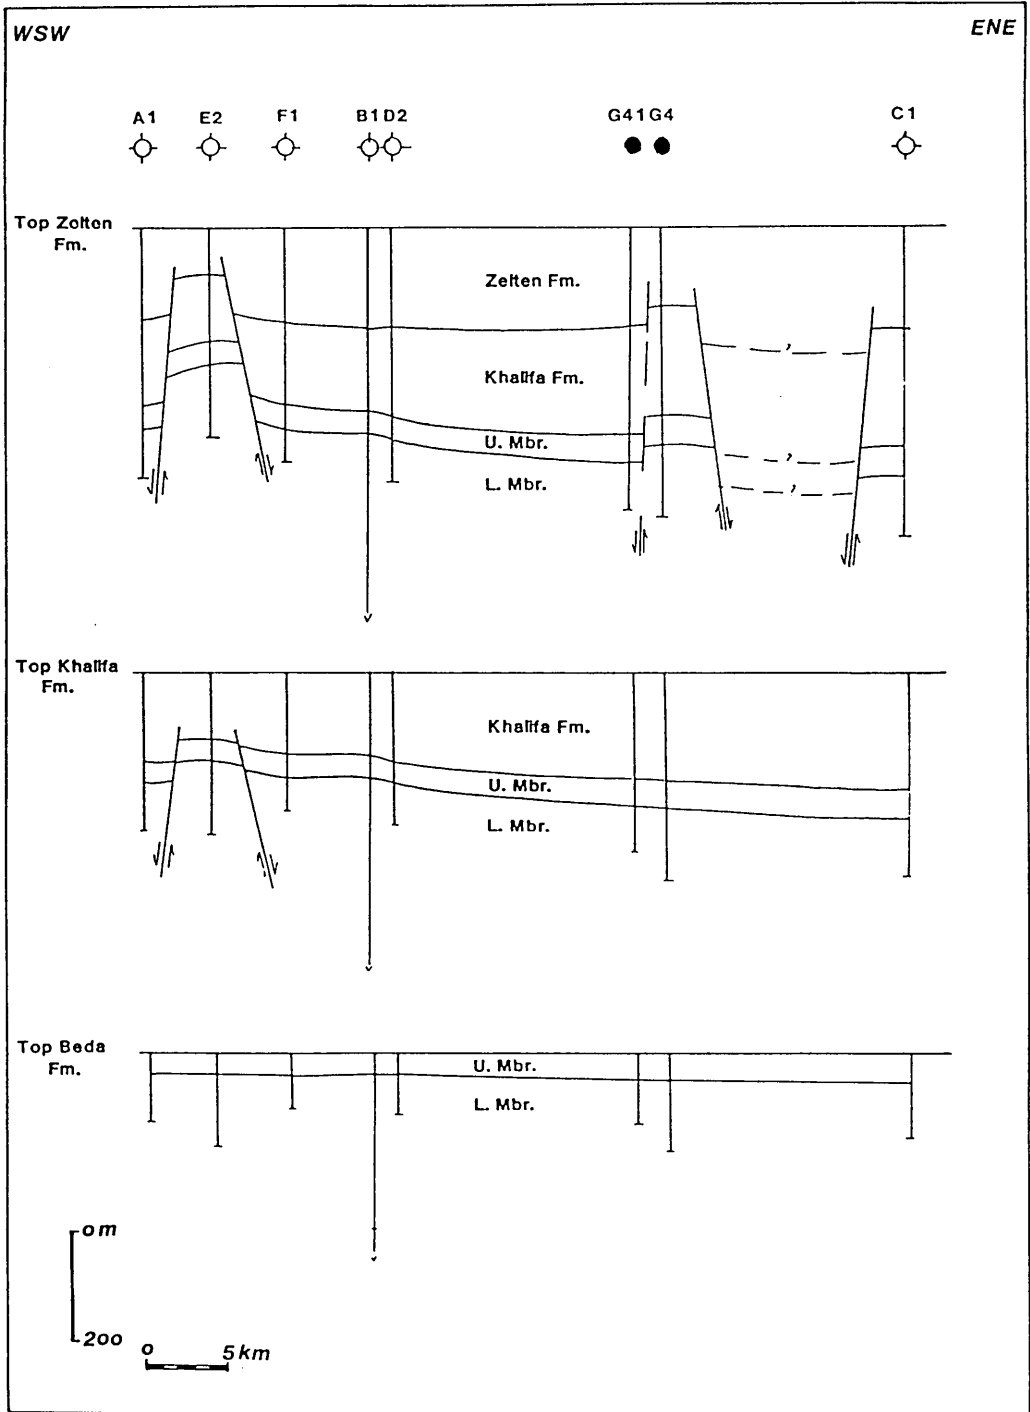 WSW
ENE
A1 E2 F1 B1 D2 G41 G4 C1
Top Zelten
Fm.
Zelten Fm.
Khalifa Fm.
U. Mbr.
L. Mbr.
?
?
?
Top Khalifa
Fm.
Khalifa Fm.
U. Mbr.
L. Mbr.
Top Beda
Fm.
U. Mbr.
L. Mbr.
0m
200
0 5km